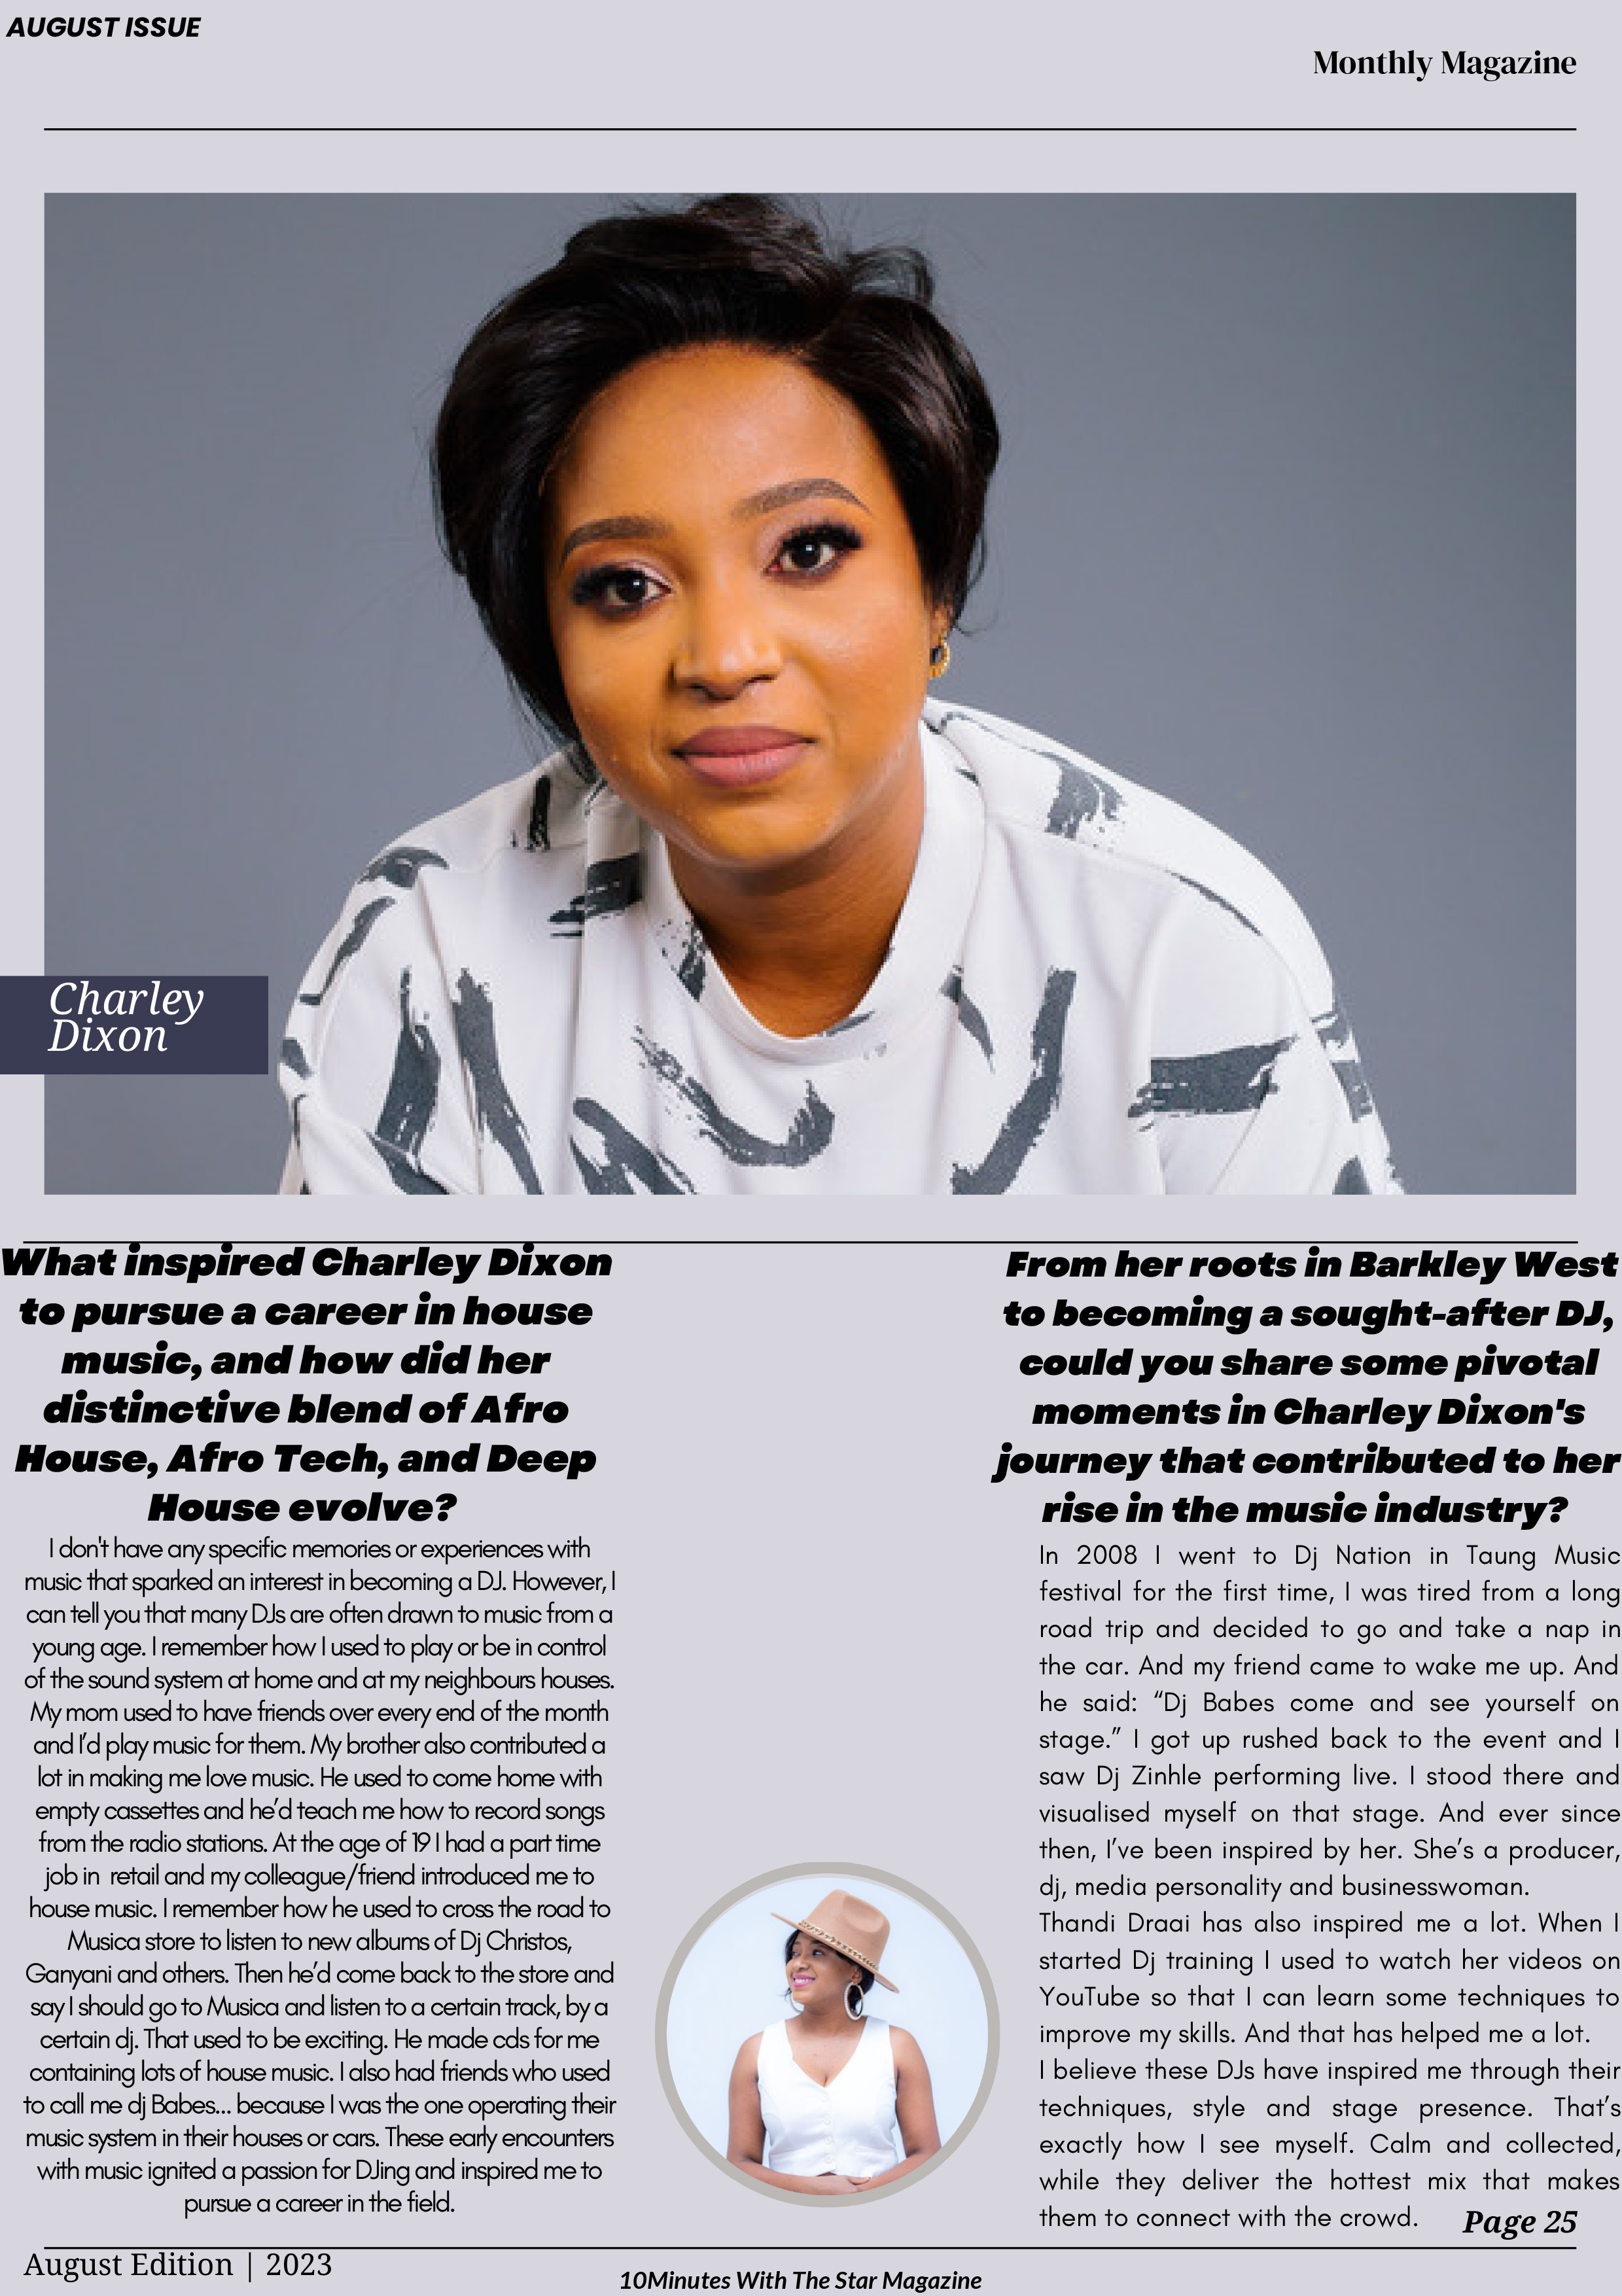 AUGUST ISSUE
Monthly Magazine
Charley
Dixon
What inspired Charley Dixon
to pursue a career in house
music, and how did her
distinctive blend of Afro
House, Afro Tech, and Deep
House evolve?
I don't have any specific memories or experiences with
music that sparked an interest in becoming a DJ. However, I
can tell you that many DJs are often drawn to music from a
young age. I remember how I used to play or be in control
of the sound system at home and at my neighbours houses.
My mom used to have friends over every end of the month
and I'd play music for them. My brother also contributed a
lot in making me love music. He used to come home with
empty cassettes and he'd teach me how to record songs
from the radio stations. At the age of 19 I had a part time
job in  retail and my colleague/friend introduced me to
house music. I remember how he used to cross the road to
Musica store to listen to new albums of Dj Christos,
Ganyani and others. Then he'd come back to the store and
say I should go to Musica and listen to a certain track, by a
certain dj. That used to be exciting. He made cds for me
containing lots of house music. I also had friends who used
to call me dj Babes... because I was the one operating their
music system in their houses or cars. These early encounters
with music ignited a passion for DJing and inspired me to
pursue a career in the field.
From her roots in Barkley West
to becoming a sought-after DJ,
could you share some pivotal
moments in Charley Dixon's
journey that contributed to her
rise in the music industry?
In 2008 I went to Dj Nation in Taung Music
festival for the first time, I was tired from a long
road trip and decided to go and take a nap in
the car. And my friend came to wake me up. And
he said: “Dj Babes come and see yourself on
stage.” I got up rushed back to the event and I
saw Dj Zinhle performing live. I stood there and
visualised myself on that stage. And ever since
then, I’ve been inspired by her. She’s a producer,
dj, media personality and businesswoman.
Thandi Draai has also inspired me a lot. When I
started Dj training I used to watch her videos on
YouTube so that I can learn some techniques to
improve my skills. And that has helped me a lot.
I believe these DJs have inspired me through their
techniques, style and stage presence. That’s
exactly how I see myself. Calm and collected,
while they deliver the hottest mix that makes
them to connect with the crowd.
Page 25
August Edition | 2023
10Minutes With The Star Magazine